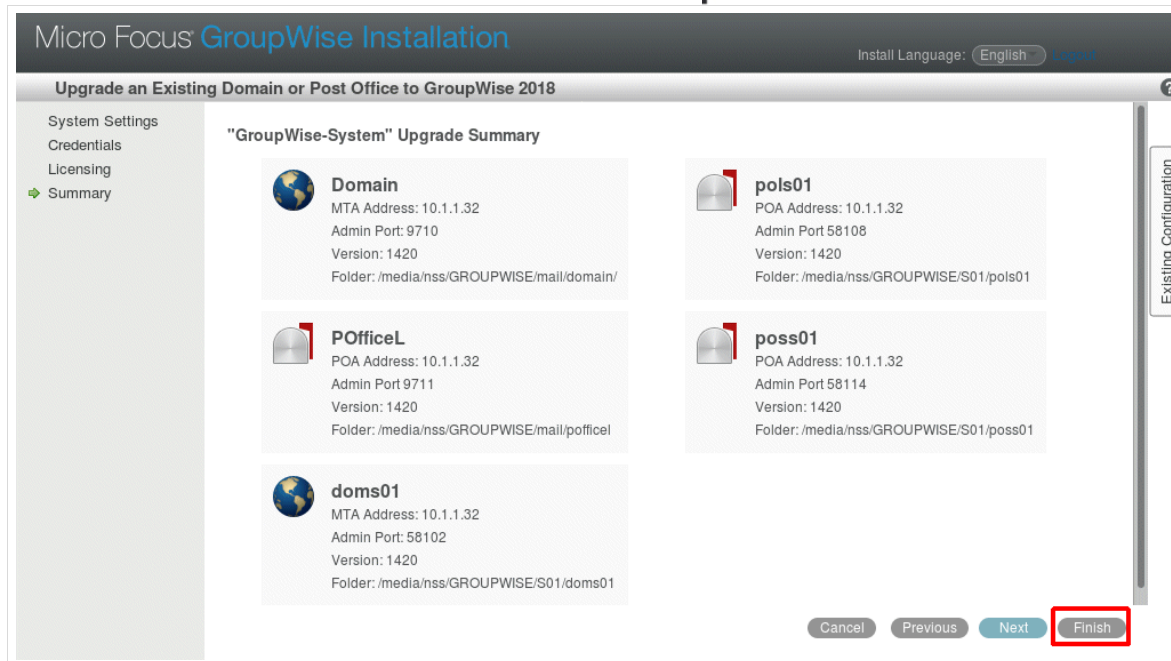 Micro Focus GroupWise Installation
Install Language: English Logout
Upgrade an Existing Domain or Post Office to GroupWise 2018
System Settings
Credentials
Licensing
Summary
"GroupWise-System" Upgrade Summary
Domain
MTA Address: 10.1.1.32
Admin Port: 9710
Version: 1420
Folder: /media/nss/GROUPWISE/mail/domain/
pols01
POA Address: 10.1.1.32
Admin Port 58108
Version: 1420
Folder: /media/nss/GROUPWISE/S01/pols01
POfficeL
POA Address: 10.1.1.32
Admin Port 9711
Version: 1420
Folder: /media/nss/GROUPWISE/mail/pofficel
poss01
POA Address: 10.1.1.32
Admin Port 58114
Version: 1420
Folder: /media/nss/GROUPWISE/S01/poss01
doms01
MTA Address: 10.1.1.32
Admin Port: 58102
Version: 1420
Folder: /media/nss/GROUPWISE/S01/doms01
Existing Configuration
Cancel Previous Next Finish